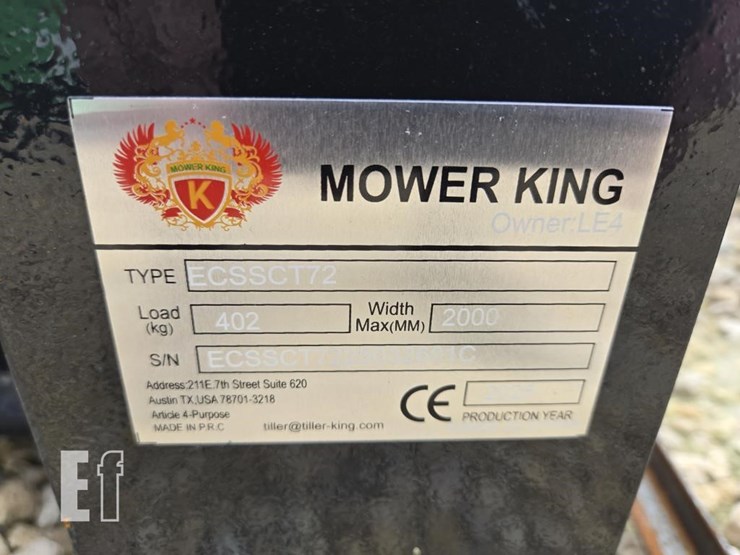 MOWER KING
K
MOWER KING
Owner:LE4
TYPE ECSSCT72
Load (kg) 402 Width Max(MM) 2000
S/N
Address:211E.7th Street Suite 620
Austin TX,USA 78701-3218
Article 4-Purpose
MADE IN P.R.C tiller@tiller-king.com
CE PRODUCTION YEAR
Ef